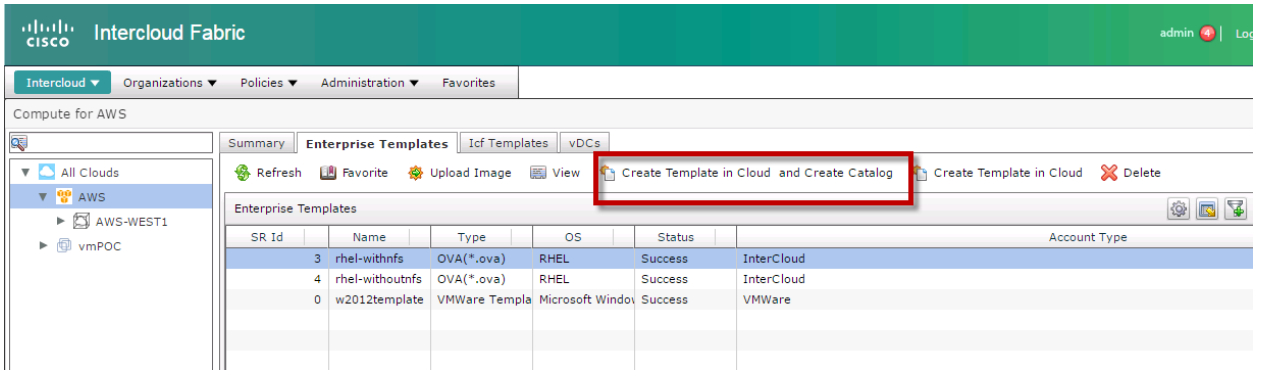 CISCO Intercloud Fabric admin 4 | Log
Intercloud ▼ Organizations ▼ Policies ▼ Administration ▼ Favorites
Compute for AWS
Summary Enterprise Templates Icf Templates vDCs
Refresh Favorite Upload Image View Create Template in Cloud and Create Catalog Create Template in Cloud Delete
All Clouds
AWS
AWS-WEST1
vmPOC
Enterprise Templates
SR Id Name Type OS Status Account Type
3 rhel-withnfs OVA(*.ova) RHEL Success InterCloud
4 rhel-withoutnfs OVA(*.ova) RHEL Success InterCloud
0 w2012template VMWare Templa Microsoft Window Success VMWare